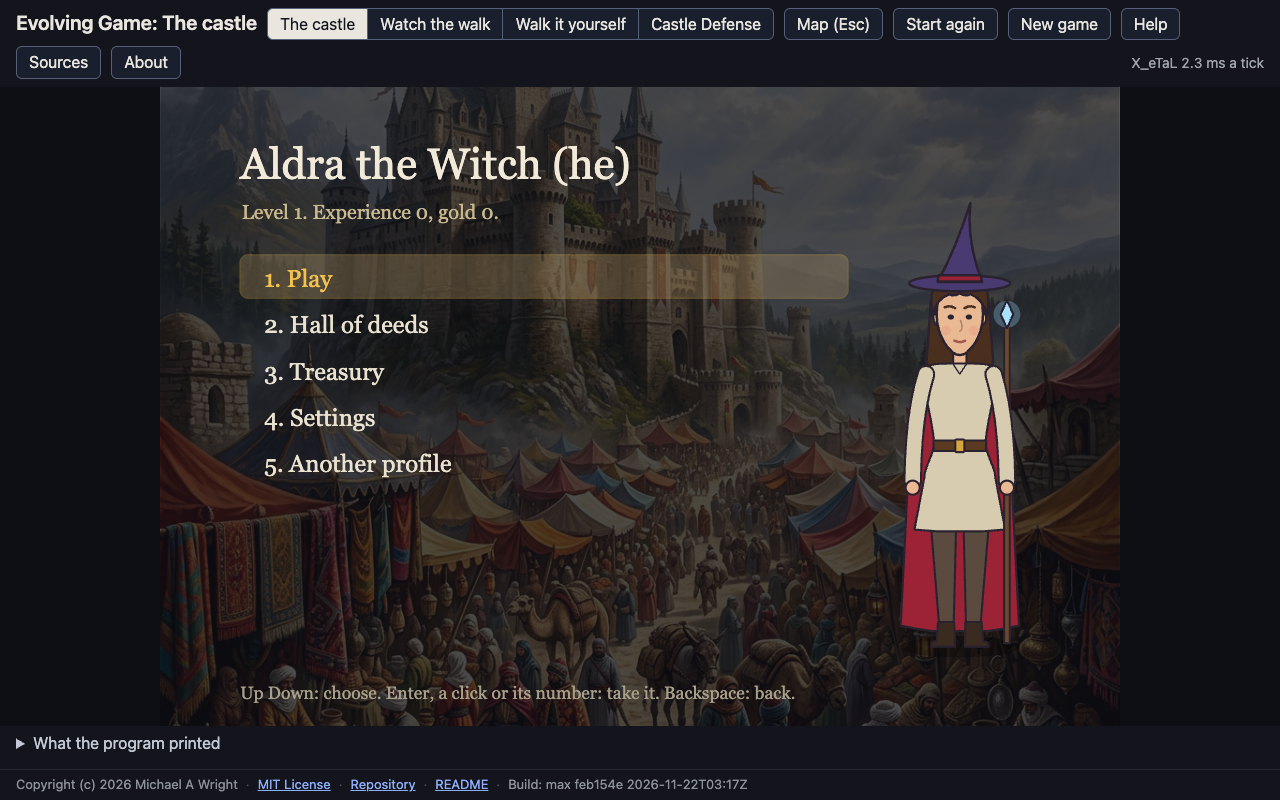 Evolving Game: The castle
The castle
Watch the walk
Walk it yourself
Castle Defense
Map (Esc)
Start again
New game
Help
Sources
About
X_eTaL 2.3 ms a tick
Aldra the Witch (he)
Level 1. Experience 0, gold 0.
1. Play
2. Hall of deeds
3. Treasury
4. Settings
5. Another profile
Up Down: choose. Enter, a click or its number: take it. Backspace: back.
What the program printed
Copyright (c) 2026 Michael A Wright · MIT License · Repository · README · Build: max feb154e 2026-11-22T03:17Z